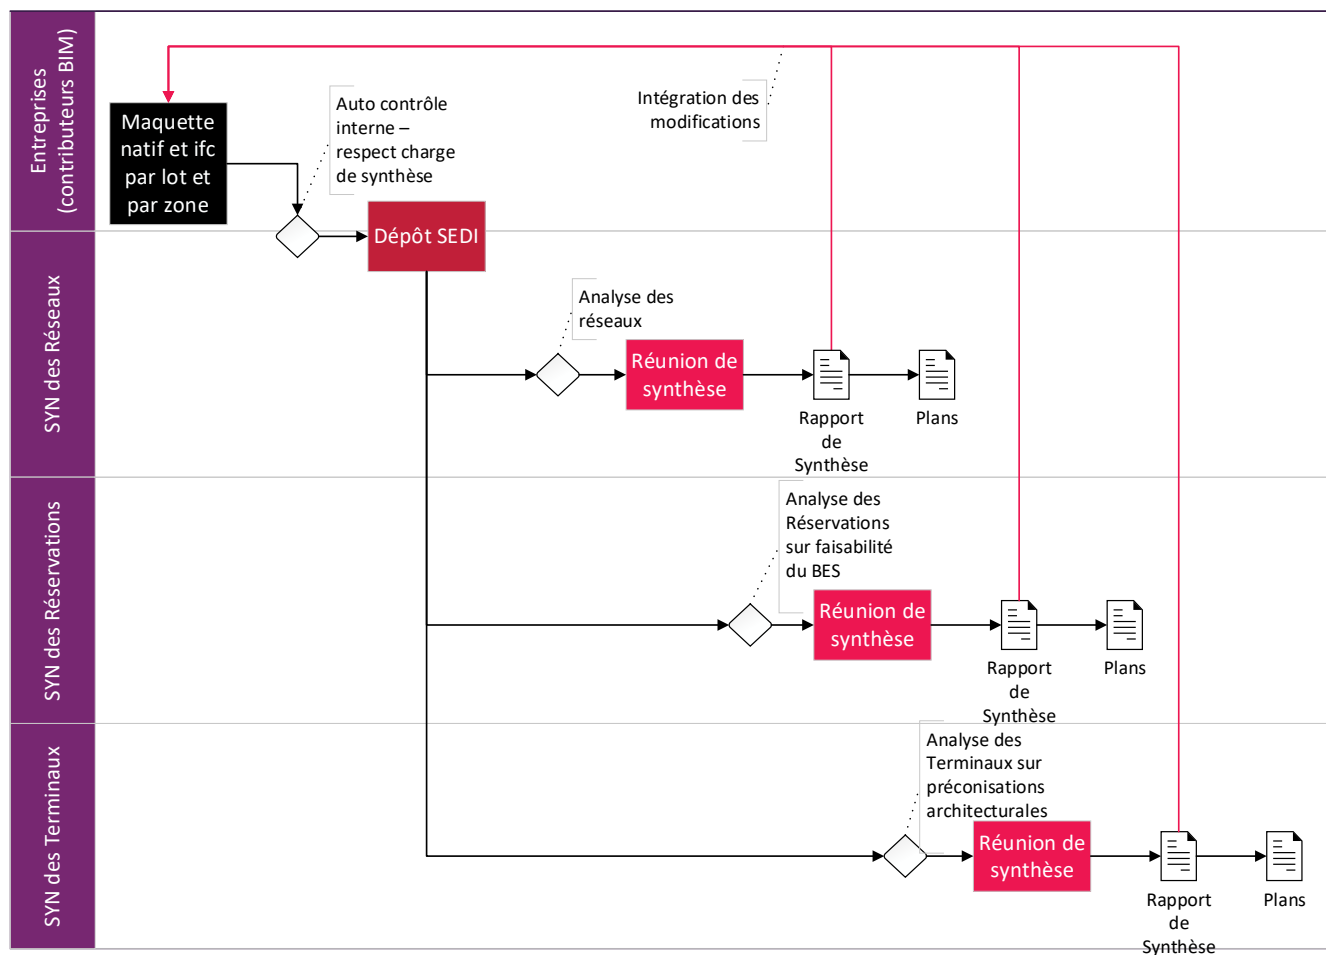 Entreprises
(contributeurs BIM)
Maquette
natif et ifc
par lot et
par zone
Auto contrôle
interne –
respect charge
de synthèse
Intégration des
modifications
Dépôt SEDI
SYN des Réseaux
Analyse des
réseaux
Réunion de
synthèse
Rapport
de
Synthèse
Plans
SYN des Réservations
Analyse des
Réservations
sur faisabilité
du BES
Réunion de
synthèse
Rapport
de
Synthèse
Plans
SYN des Terminaux
Analyse des
Terminaux sur
préconisations
architecturales
Réunion de
synthèse
Rapport
de
Synthèse
Plans